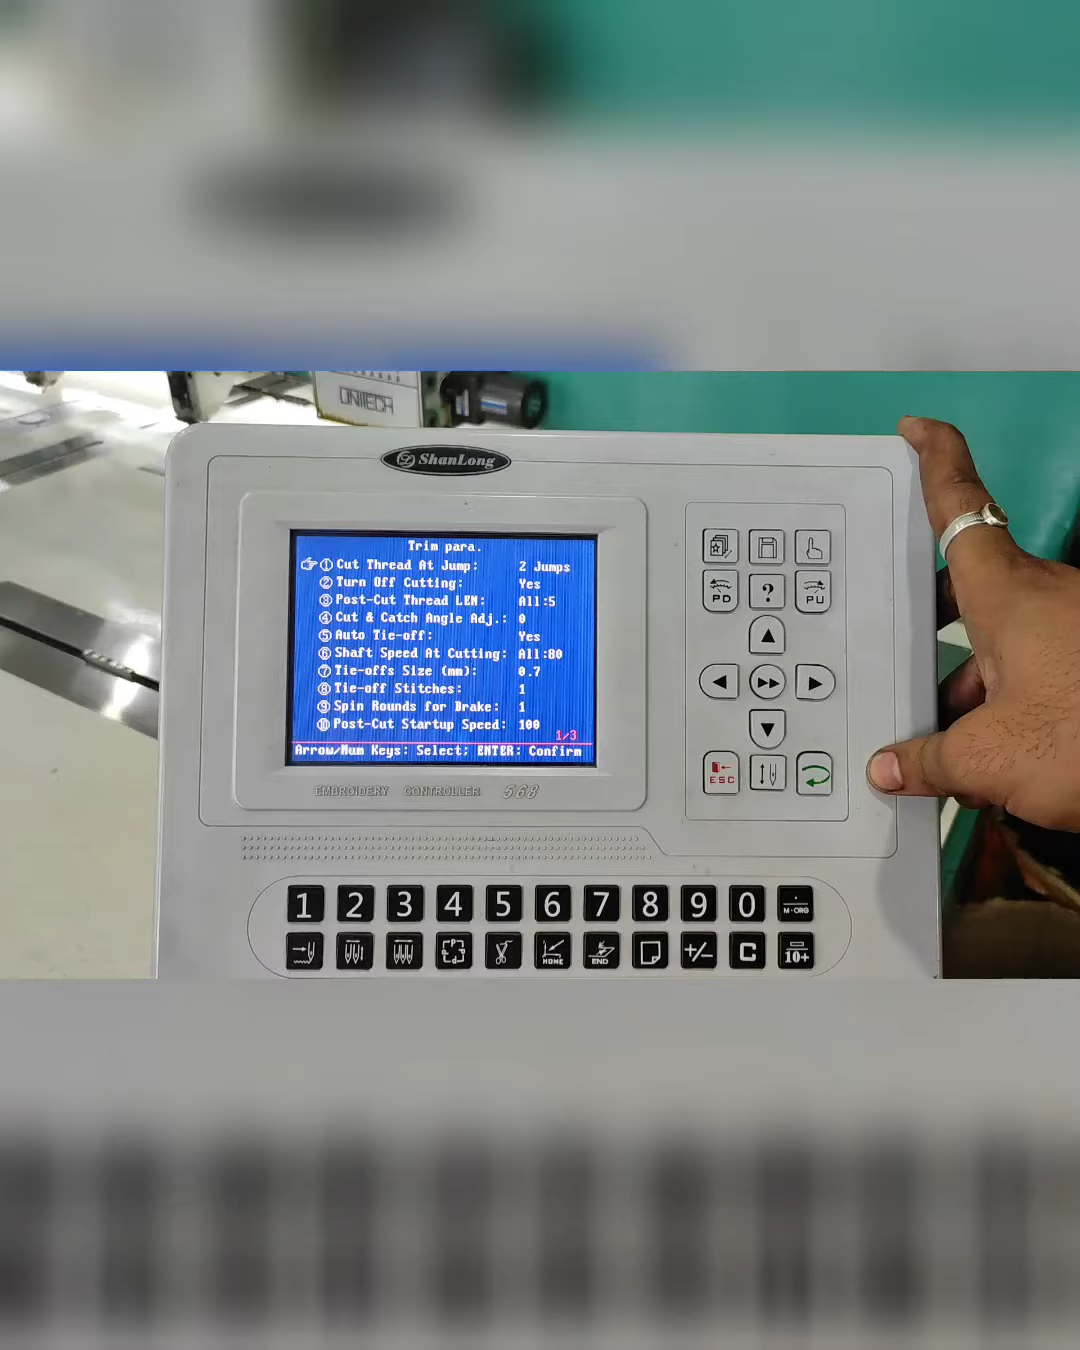 ONITECH
ShanLong
Trim para.
① Cut Thread At Jump: 2 Jumps
② Turn Off Cutting: Yes
③ Post-Cut Thread LEN: All:5
④ Cut & Catch Angle Adj.: 0
⑤ Auto Tie-off: Yes
⑥ Shaft Speed At Cutting: All:80
⑦ Tie-offs Size (mm): 0.7
⑧ Tie-off Stitches: 1
⑨ Spin Rounds for Brake: 1
⑩ Post-Cut Startup Speed: 100
1/3
Arrow/Num Keys: Select; ENTER: Confirm
EMBROIDERY CONTROLLER 568
PD ? PU
ESC
1 2 3 4 5 6 7 8 9 0 . M·ORG
HOME END +/- C 10+